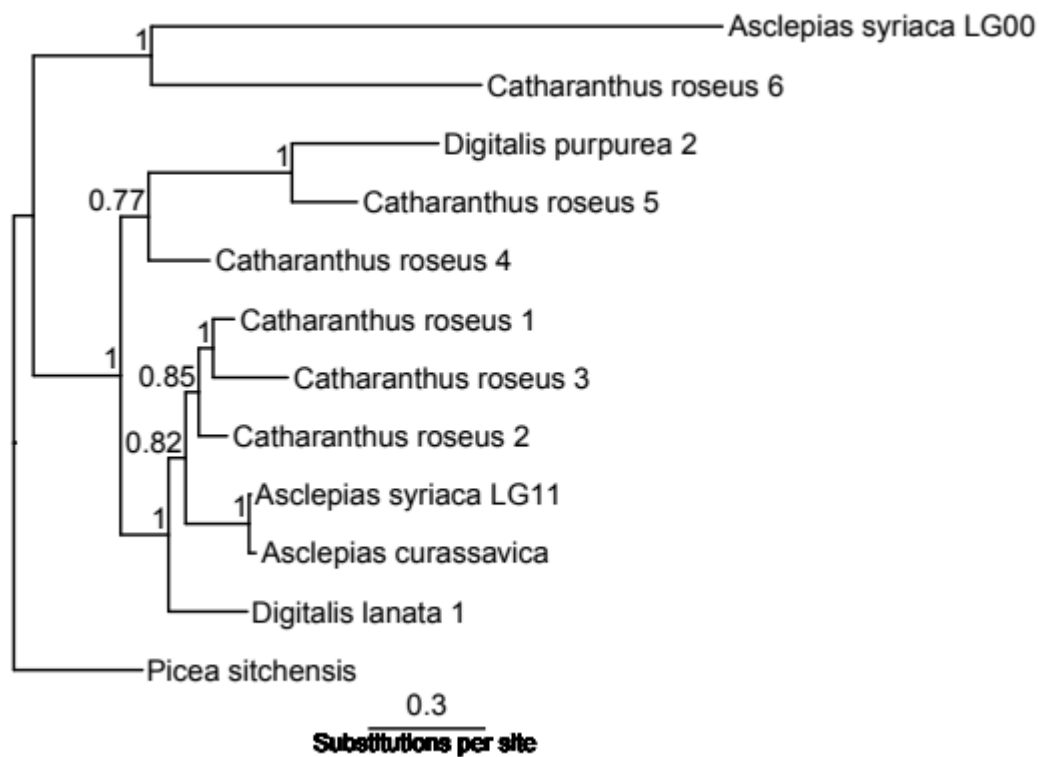 1
Asclepias syriaca LG00
Catharanthus roseus 6
1
Digitalis purpurea 2
0.77
Catharanthus roseus 5
Catharanthus roseus 4
1
Catharanthus roseus 1
1
0.85
Catharanthus roseus 3
0.82
Catharanthus roseus 2
1
Asclepias syriaca LG11
1
Asclepias curassavica
Digitalis lanata 1
Picea sitchensis
0.3
Substitutions per site